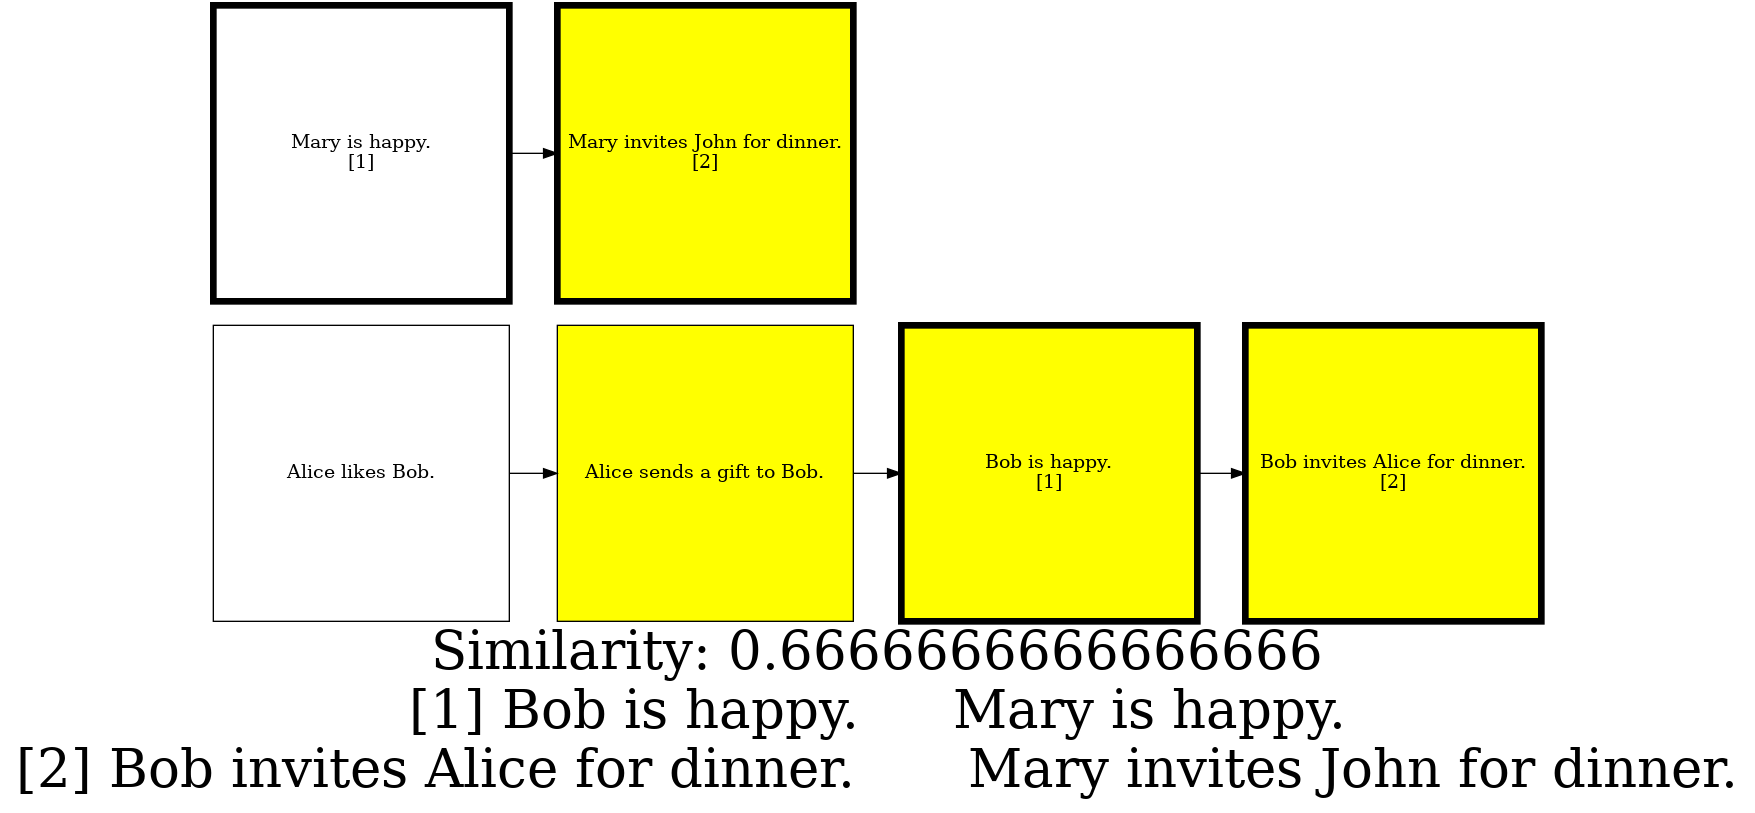 Mary is happy.
[1]
Mary invites John for dinner.
[2]
Alice likes Bob.
Alice sends a gift to Bob.
Bob is happy.
[1]
Bob invites Alice for dinner.
[2]
Similarity: 0.6666666666666666
[1] Bob is happy. Mary is happy.
[2] Bob invites Alice for dinner. Mary invites John for dinner.